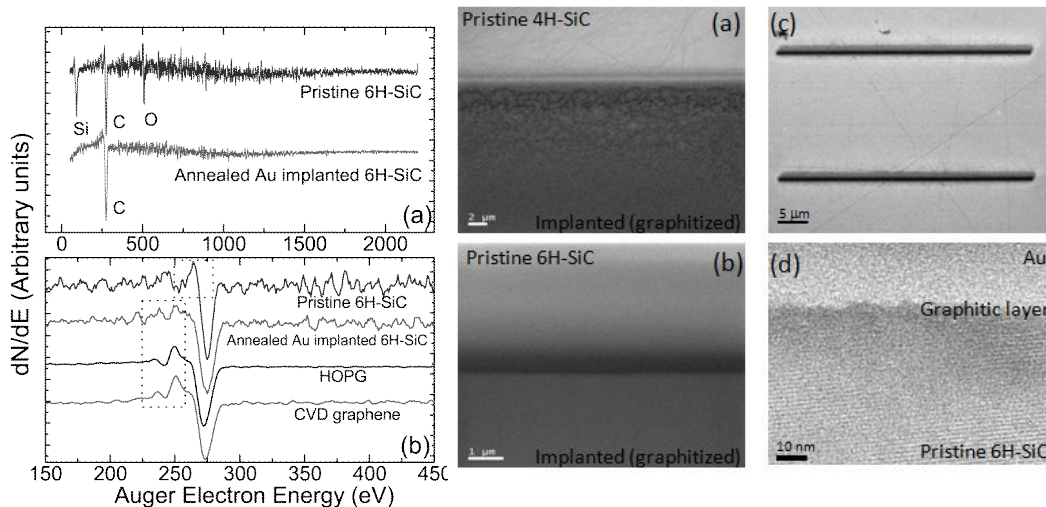 dN/dE (Arbitrary units)
Pristine 6H-SiC
Si
C
O
Annealed Au implanted 6H-SiC
C
(a)
0 500 1000 1500 2000
Pristine 6H-SiC
Annealed Au implanted 6H-SiC
HOPG
CVD graphene
(b)
150 200 250 300 350 400 450
Auger Electron Energy (eV)
Pristine 4H-SiC (a)
2 µm
Implanted (graphitized)
Pristine 6H-SiC (b)
1 µm
Implanted (graphitized)
(c)
5 µm
(d) Au
Graphitic layer
10 nm
Pristine 6H-SiC